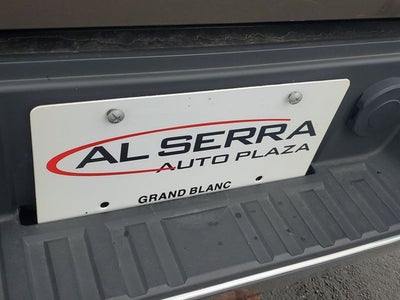 AL SERRA
AUTO PLAZA
GRAND BLANC